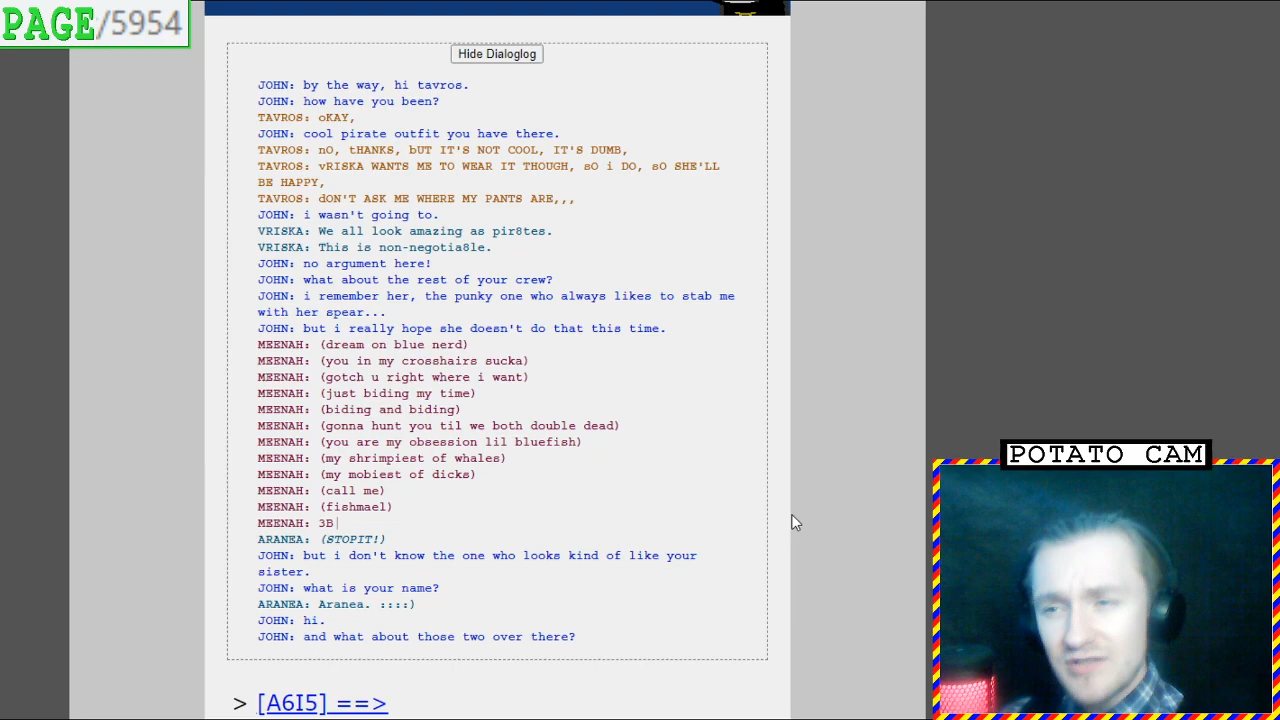 PAGE/5954
Hide Dialoglog
JOHN: by the way, hi tavros.
JOHN: how have you been?
TAVROS: oKAY,
JOHN: cool pirate outfit you have there.
TAVROS: nO, tHANKS, bUT IT'S NOT COOL, IT'S DUMB,
TAVROS: vRISKA WANTS ME TO WEAR IT THOUGH, sO i DO, sO SHE'LL
BE HAPPY,
TAVROS: dON'T ASK ME WHERE MY PANTS ARE,,,
JOHN: i wasn't going to.
VRISKA: We all look amazing as pir8tes.
VRISKA: This is non-negotia8le.
JOHN: no argument here!
JOHN: what about the rest of your crew?
JOHN: i remember her, the punky one who always likes to stab me
with her spear...
JOHN: but i really hope she doesn't do that this time.
MEENAH: (dream on blue nerd)
MEENAH: (you in my crosshairs sucka)
MEENAH: (gotch u right where i want)
MEENAH: (just biding my time)
MEENAH: (biding and biding)
MEENAH: (gonna hunt you til we both double dead)
MEENAH: (you are my obsession lil bluefish)
MEENAH: (my shrimpiest of whales)
MEENAH: (my mobiest of dicks)
MEENAH: (call me)
MEENAH: (fishmael)
MEENAH: 3B|
ARANEA: (STOPIT!)
JOHN: but i don't know the one who looks kind of like your
sister.
JOHN: what is your name?
ARANEA: Aranea. ::::)
JOHN: hi.
JOHN: and what about those two over there?
> [A6I5] ==>
POTATO CAM